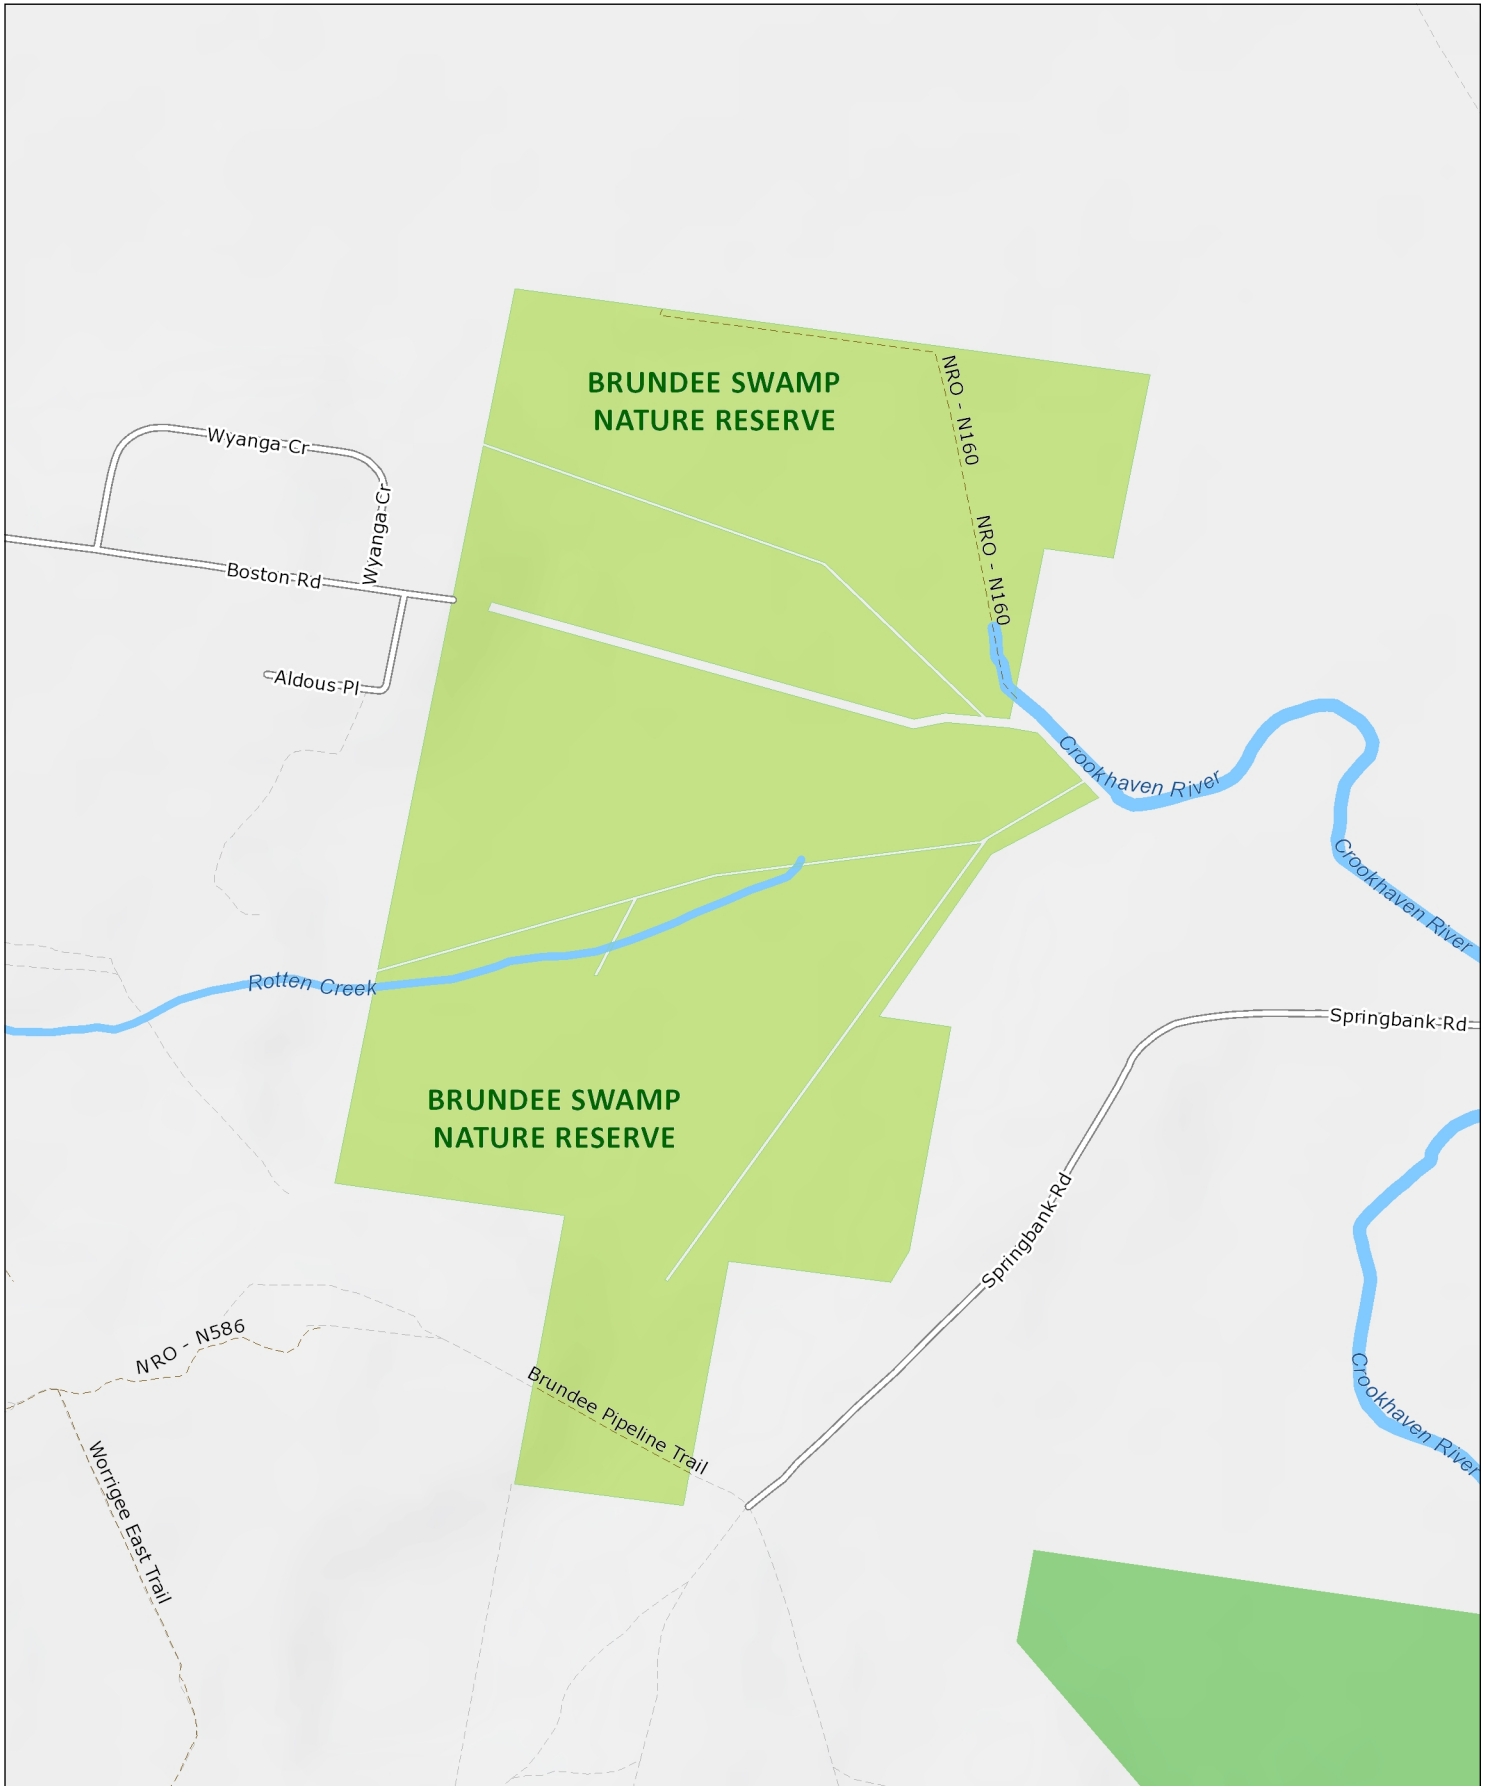 BRUNDEE SWAMP
NATURE RESERVE
NRO - N160
Wyanga Cr
Wyanga Cr
NRO - N160
Boston Rd
Aldous Pl
Crookhaven River
Crookhaven River
Rotten Creek
Springbank Rd
BRUNDEE SWAMP
NATURE RESERVE
Springbank Rd
NRO - N586
Brundee Pipeline Trail
Crookhaven River
Worrigee East Trail